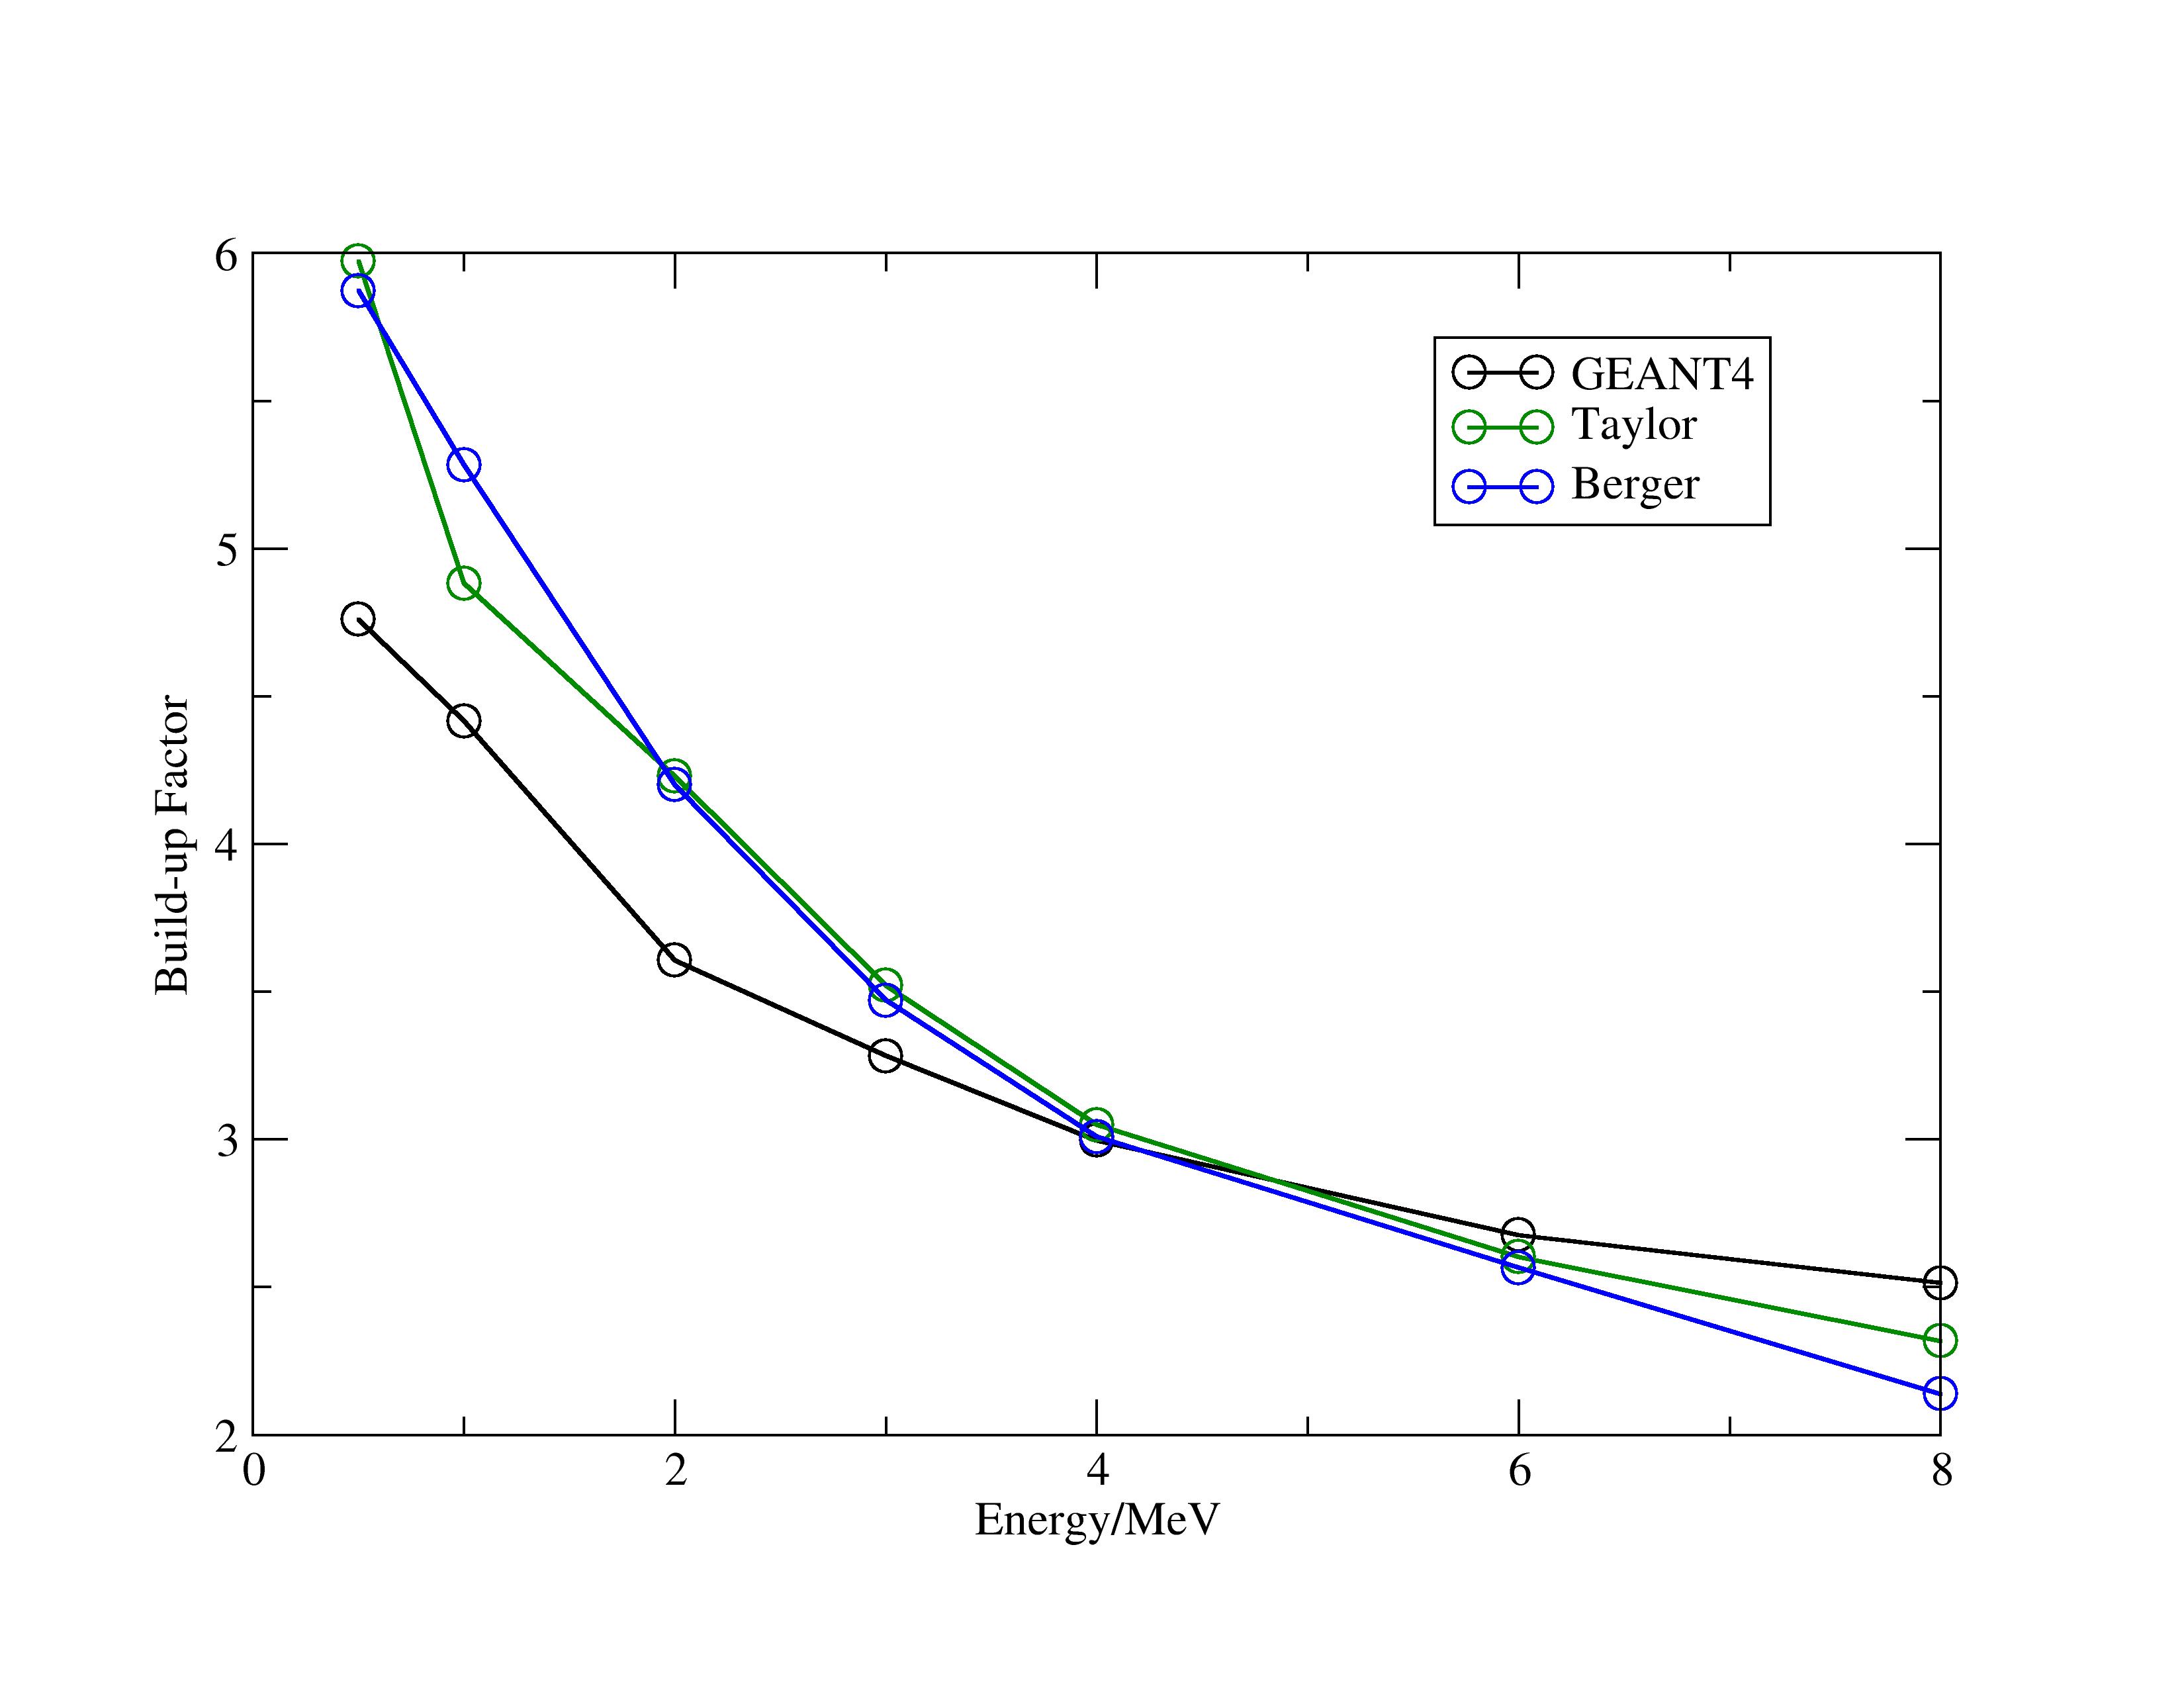 6
5
4
3
2
Build-up Factor
GEANT4
Taylor
Berger
0 2 4 6 8
Energy/MeV